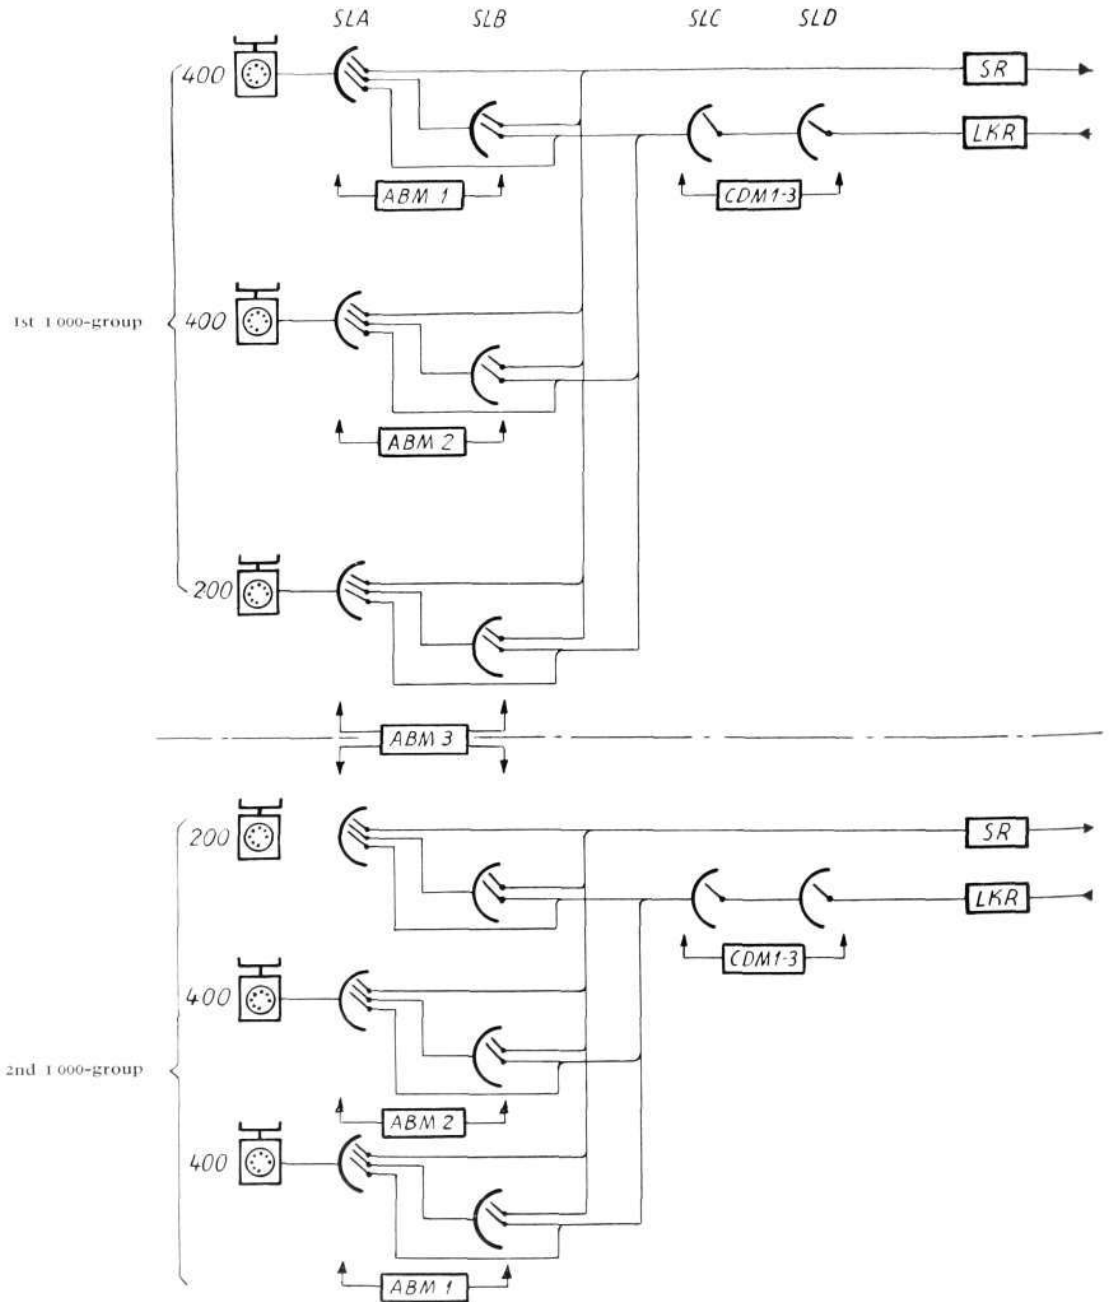 SLA SLB SLC SLD
400
SR
LKR
ABM 1
CDM1-3
1st 1 000-group
400
ABM 2
200
ABM 3
200
SR
LKR
CDM1-3
400
2nd 1 000-group
ABM 2
400
ABM 1